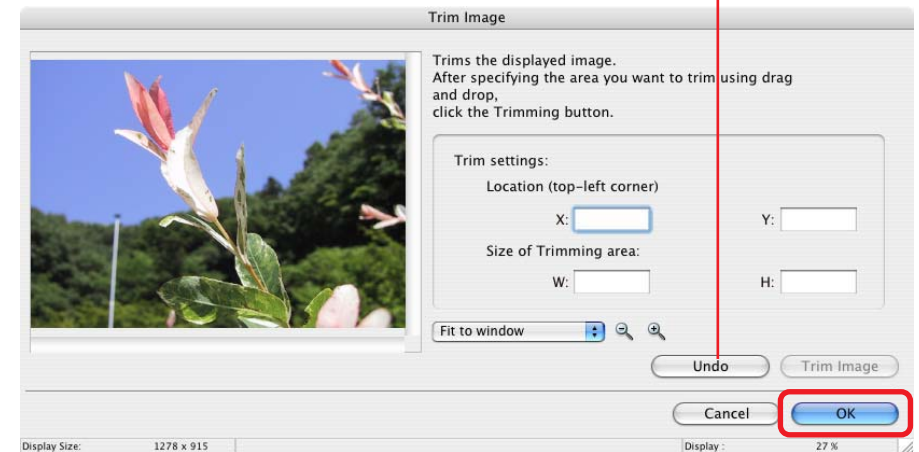 Trim Image
Trims the displayed image.
After specifying the area you want to trim using drag
and drop,
click the Trimming button.
Trim settings:
Location (top-left corner)
X:
Y:
Size of Trimming area:
W:
H:
Fit to window
Undo
Trim Image
Cancel
OK
Display Size: 1278 x 915
Display : 27 %